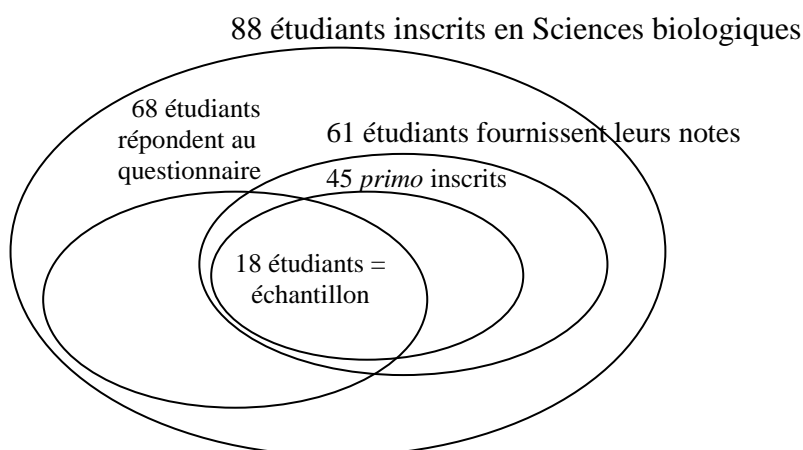 88 étudiants inscrits en Sciences biologiques
68 étudiants
répondent au
questionnaire
61 étudiants fournissent leurs notes
45 primo inscrits
18 étudiants =
échantillon